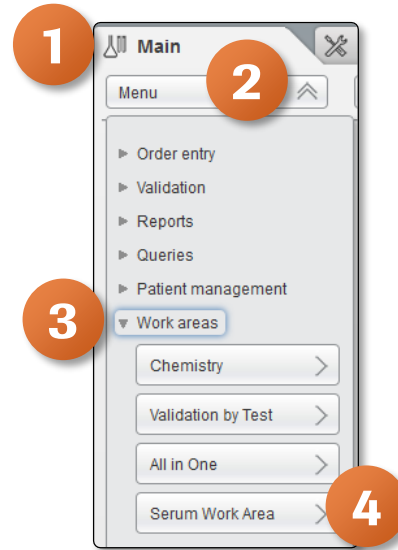 1
Main
2
Menu
Order entry
Validation
Reports
Queries
Patient management
3
Work areas
Chemistry
Validation by Test
All in One
Serum Work Area
4